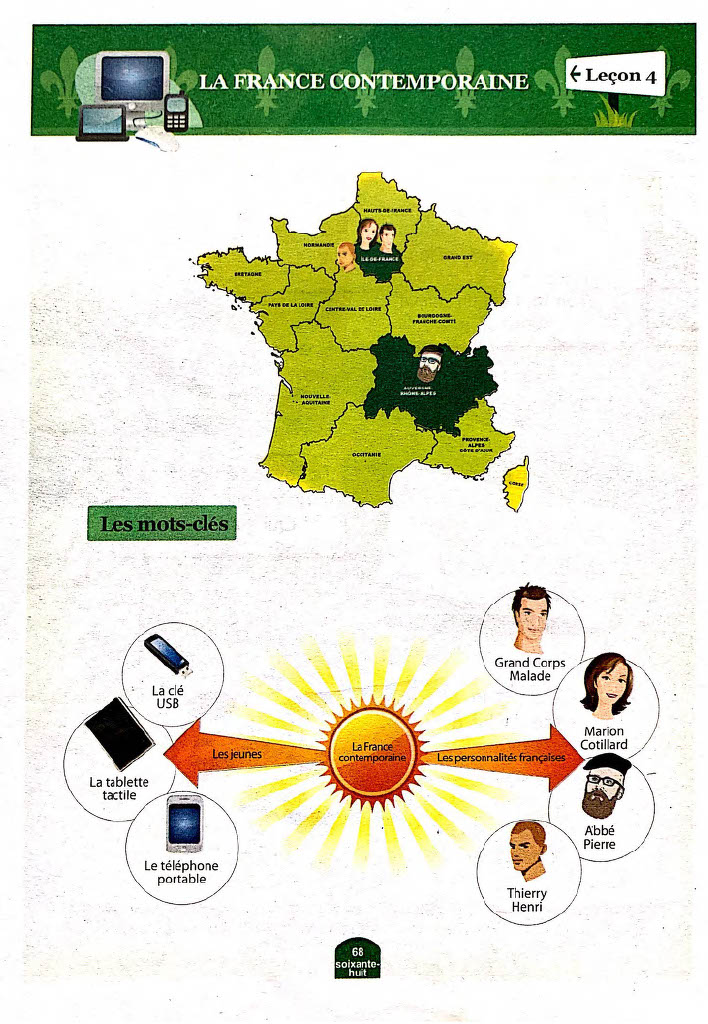 LA FRANCE CONTEMPORAINE
← Leçon 4
HAUTS-DE-FRANCE
NORMANDIE
ÎLE-DE-FRANCE
GRAND EST
BRETAGNE
PAYS DE LA LOIRE
CENTRE-VAL DE LOIRE
BOURGOGNE-
FRANCHE-COMTÉ
AUVERGNE-
RHÔNE-ALPES
NOUVELLE-
AQUITAINE
OCCITANIE
PROVENCE-
ALPES
CÔTE D'AZUR
CORSE
Les mots-clés
La clé
USB
La tablette
tactile
Le téléphone
portable
Les jeunes
La France
contemporaine
Les personnalités françaises
Grand Corps
Malade
Marion
Cotillard
Abbé
Pierre
Thierry
Henri
68
soixante-
huit